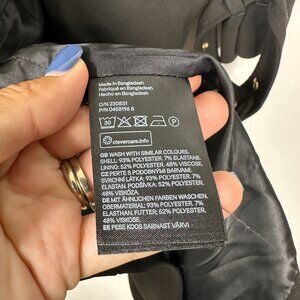 Made in Bangladesh
Fabriqué en Bangladesh
Hecho en Bangladesh
O/N 230831
P/N 0458196 8
30
P
clevercare.info
GB WASH WITH SIMILAR COLOURS.
SHELL: 93% POLYESTER, 7% ELASTANE.
LINING: 52% POLYESTER, 48% VISCOSE.
CZ PERTE S PODOBNÝMI BARVAMI.
SVRCHNÍ LÁTKA: 93% POLYESTER, 7%
ELASTAN. PODŠÍVKA: 52% POLYESTER,
48% VISKÓZA.
DE MIT ÄHNLICHEN FARBEN WASCHEN.
OBERMATERIAL: 93% POLYESTER, 7%
ELASTHAN. FUTTER: 52% POLYESTER,
48% VISKOSE.
EE PESE KOOS SARNAST VÄRVI